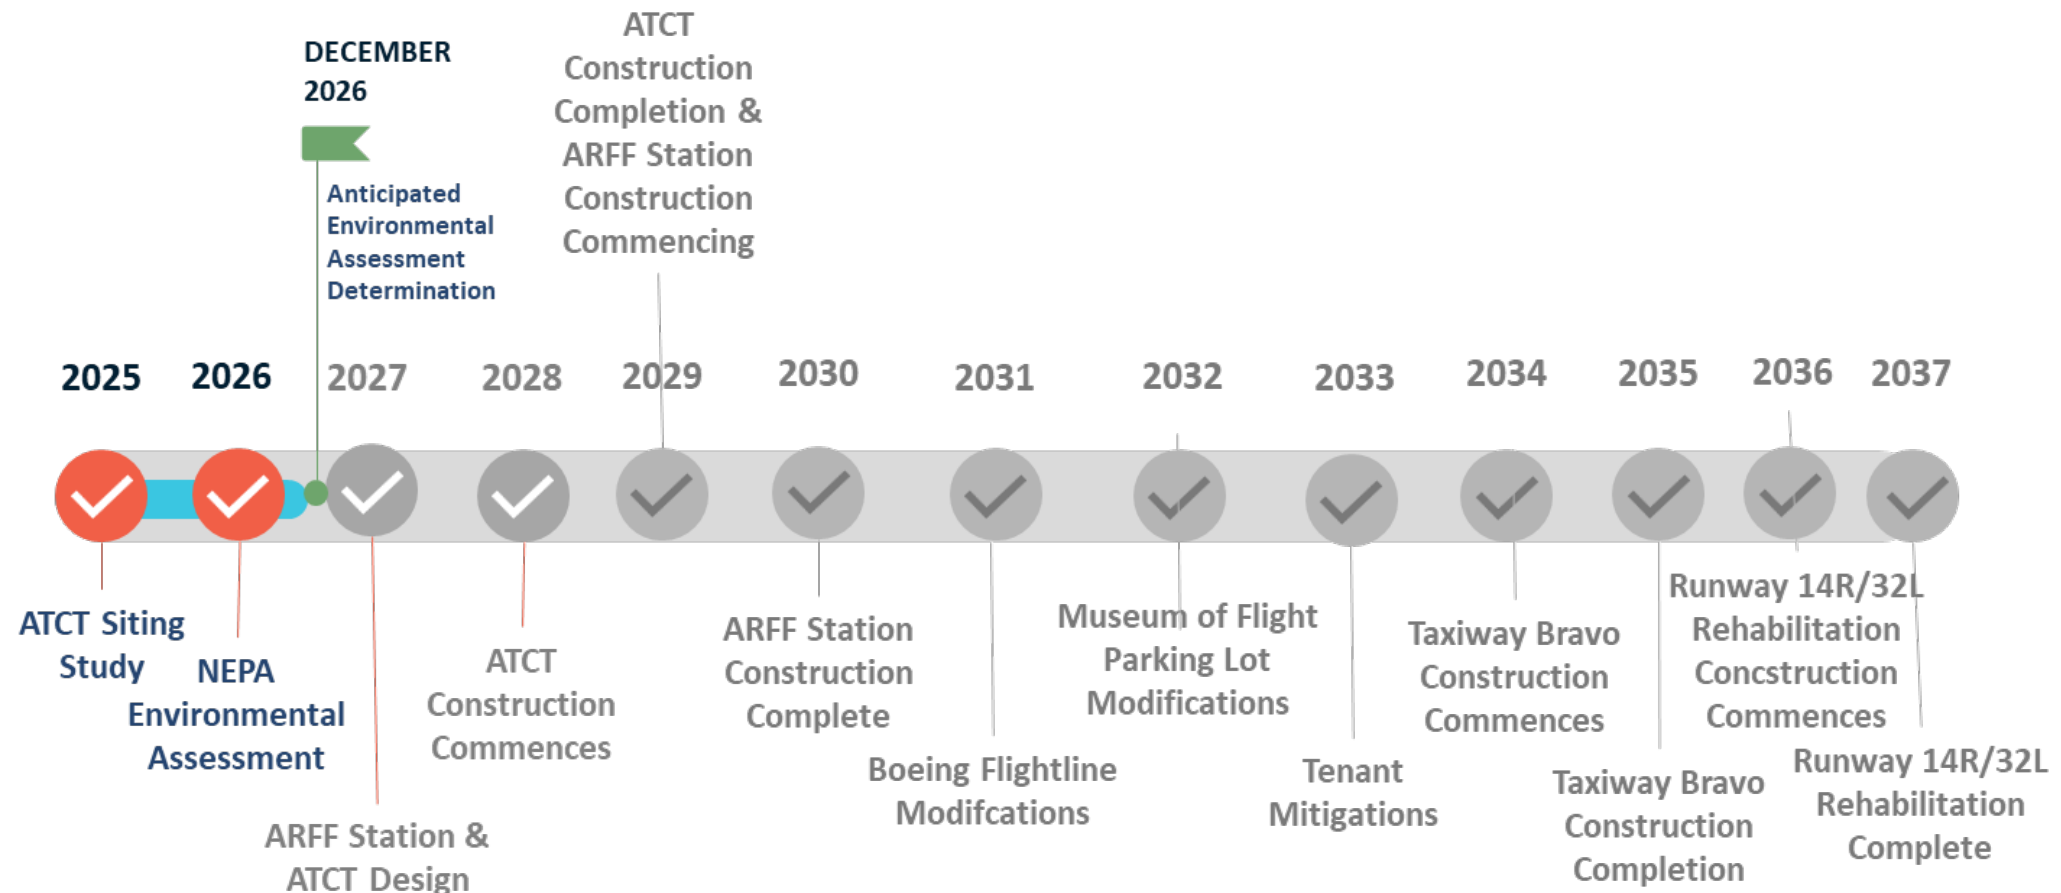 DECEMBER
2026
Anticipated
Environmental
Assessment
Determination
ATCT
Construction
Completion &
ARFF Station
Construction
Commencing
2025
2026
2027
2028
2029
2030
2031
2032
2033
2034
2035
2036
2037
ATCT Siting
Study
NEPA
Environmental
Assessment
ARFF Station &
ATCT Design
ATCT
Construction
Commences
ARFF Station
Construction
Complete
Boeing Flightline
Modifcations
Museum of Flight
Parking Lot
Modifications
Tenant
Mitigations
Taxiway Bravo
Construction
Commences
Taxiway Bravo
Construction
Completion
Runway 14R/32L
Rehabilitation
Concstruction
Commences
Runway 14R/32L
Rehabilitation
Complete